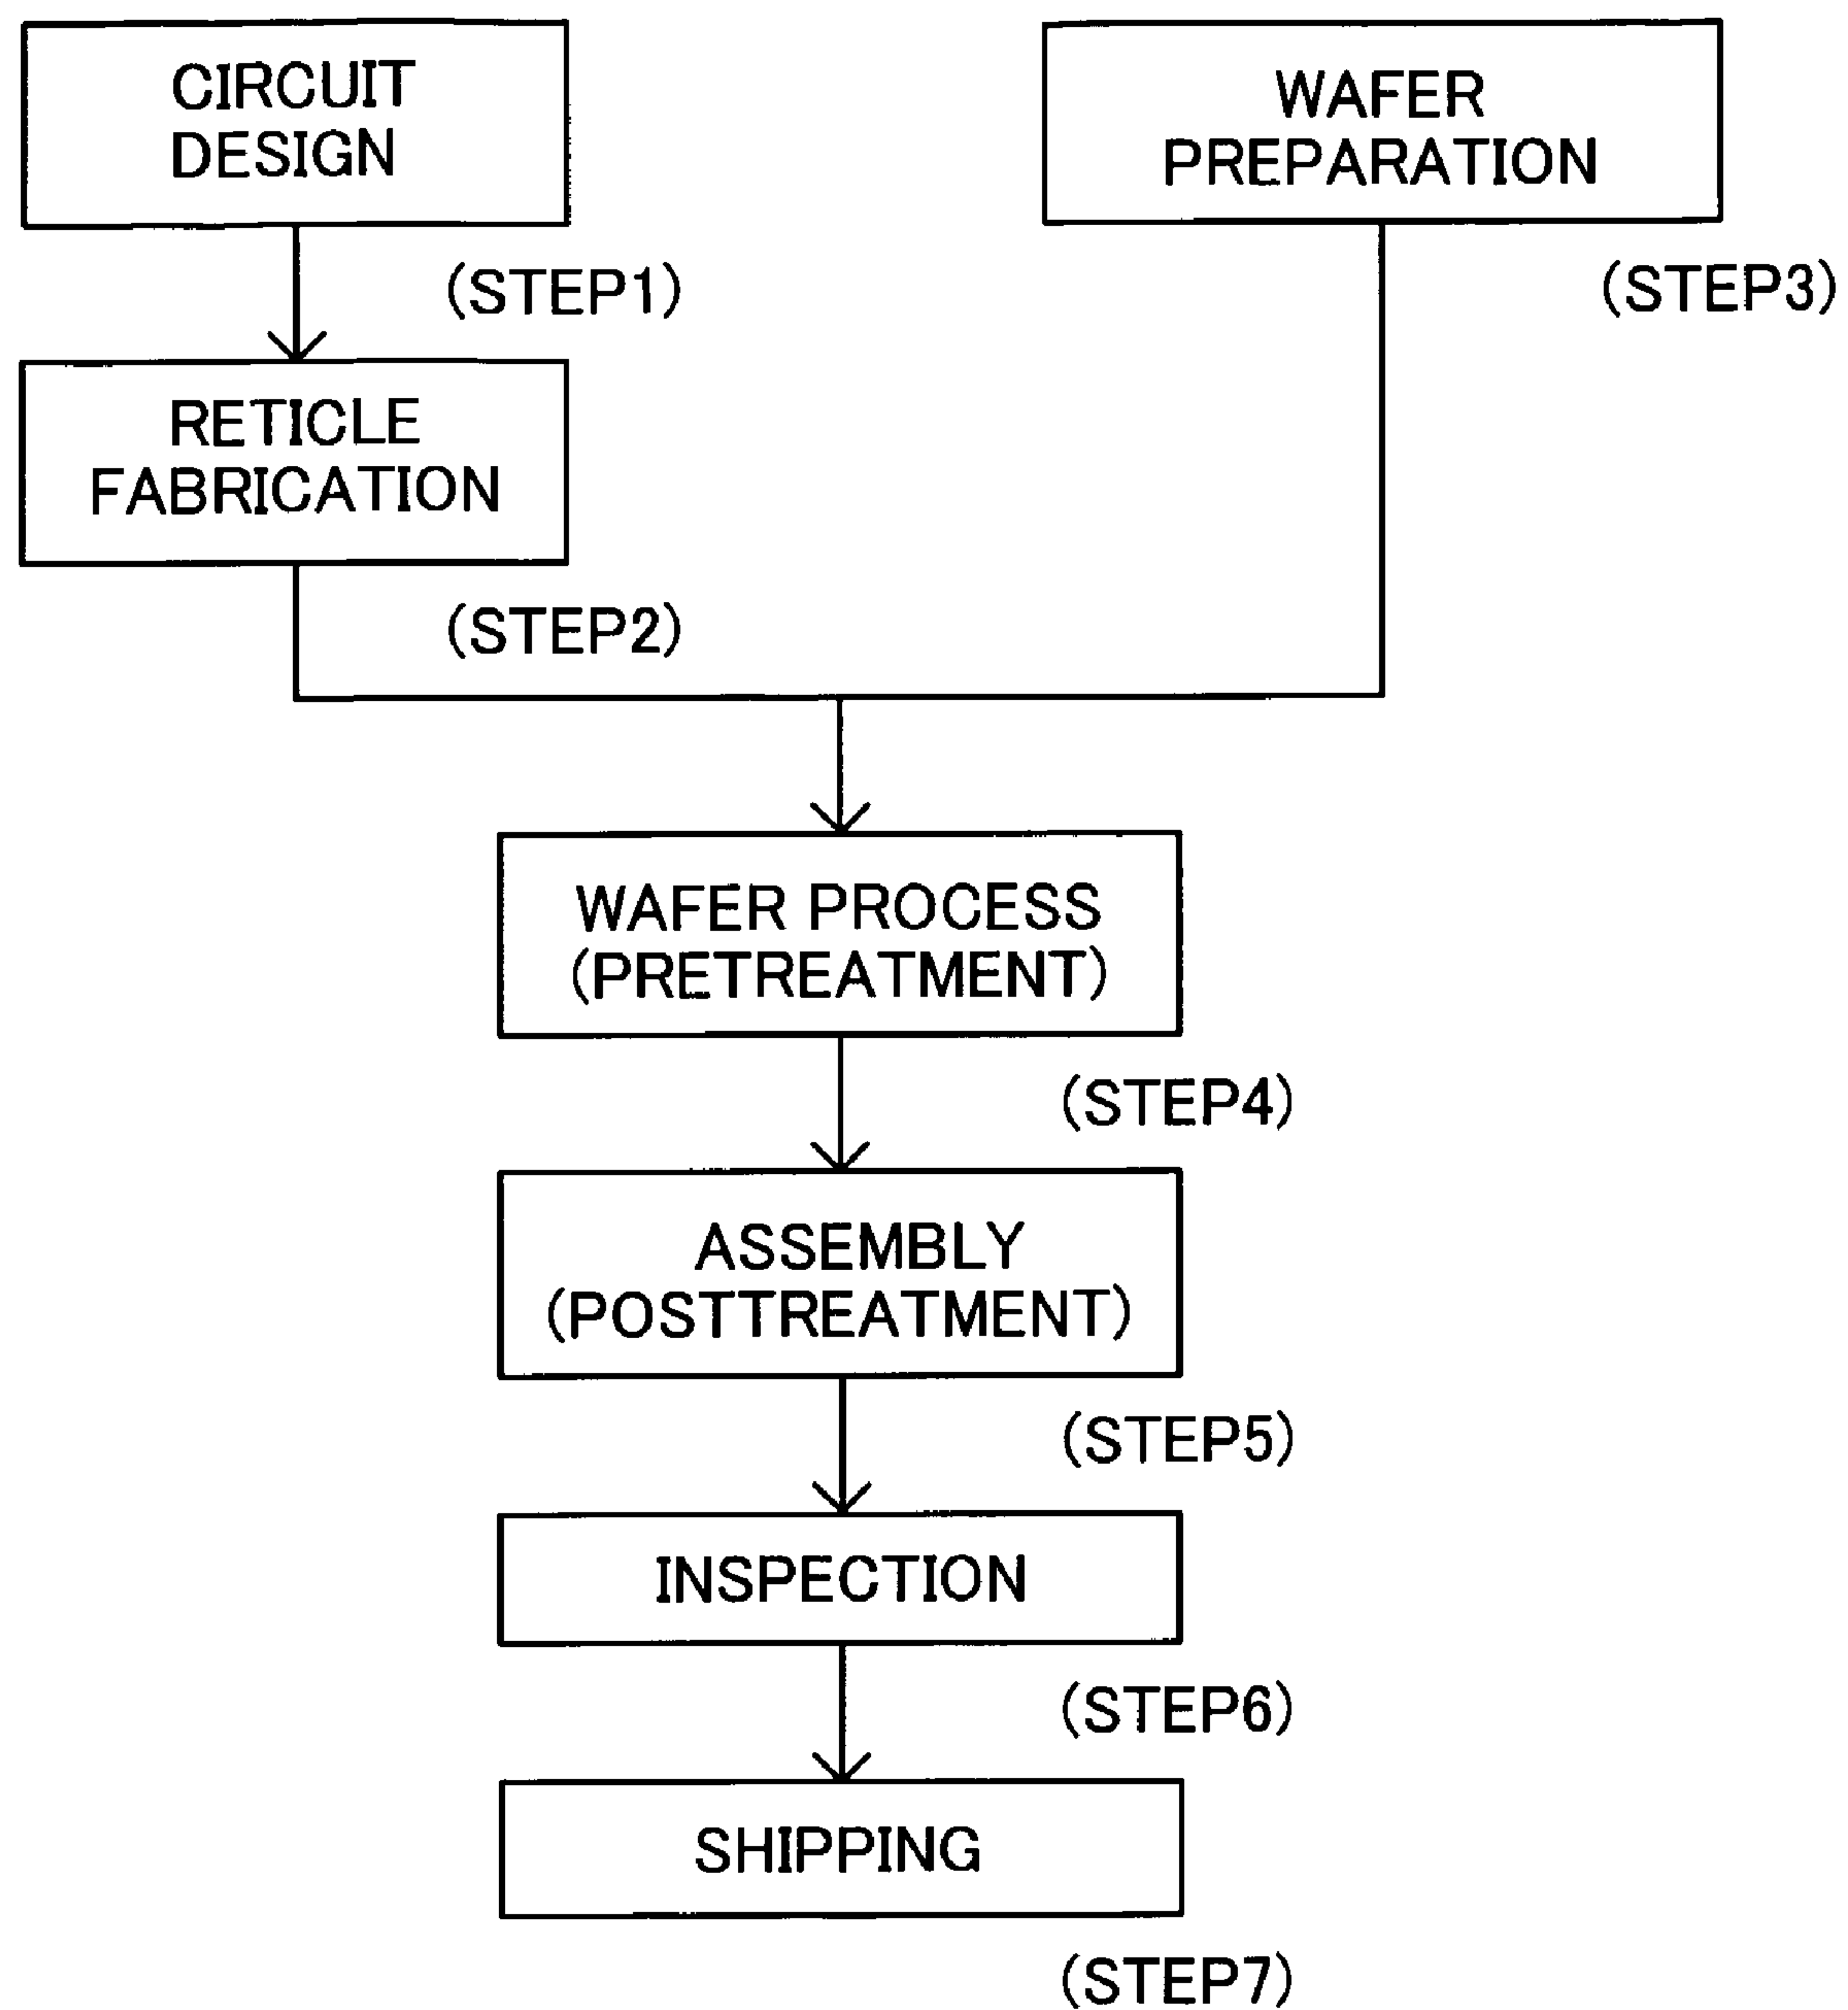 CIRCUIT
DESIGN
(STEP1)
RETICLE
FABRICATION
(STEP2)
WAFER
PREPARATION
(STEP3)
WAFER PROCESS
(PRETREATMENT)
(STEP4)
ASSEMBLY
(POSTTREATMENT)
(STEP5)
INSPECTION
(STEP6)
SHIPPING
(STEP7)